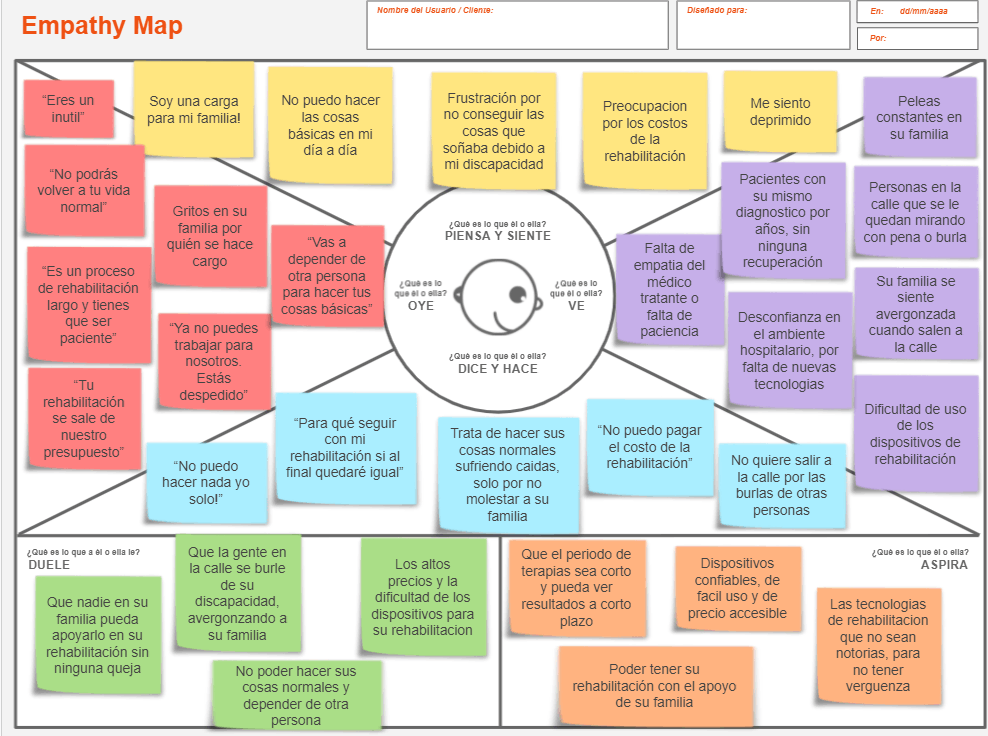 Empathy Map
Nombre del Usuario / Cliente:
Diseñado para:
En: dd/mm/aaaa
Por:
“Eres un
inutil”
Soy una carga
para mi familia!
No puedo hacer
las cosas
básicas en mi
día a día
Frustración por
no conseguir las
cosas que
soñaba debido a
mi discapacidad
Preocupacion
por los costos
de la
rehabilitación
Me siento
deprimido
Peleas
constantes en
su familia
“No podrás
volver a tu vida
normal”
Gritos en su
familia por
quién se hace
cargo
“Vas a
depender de
otra persona
para hacer tus
cosas básicas”
“Es un proceso
de rehabilitación
largo y tienes
que ser
paciente”
“Ya no puedes
trabajar para
nosotros.
Estás
despedido”
“Tu
rehabilitación
se sale de
nuestro
presupuesto”
¿Qué es lo que él o ella?
PIENSA Y SIENTE
¿Qué es lo
que él o ella?
OYE
¿Qué es lo
que él o ella?
VE
¿Qué es lo que él o ella?
DICE Y HACE
Falta de
empatia del
médico
tratante o
falta de
paciencia
Pacientes con
su mismo
diagnostico por
años, sin
ninguna
recuperación
Personas en la
calle que se le
quedan mirando
con pena o burla
Desconfianza en
el ambiente
hospitalario, por
falta de nuevas
tecnologias
Su familia se
siente
avergonzada
cuando salen a
la calle
Dificultad de uso
de los
dispositivos de
rehabilitación
“No puedo
hacer nada yo
solo!”
“Para qué seguir
con mi
rehabilitación si al
final quedaré igual”
Trata de hacer sus
cosas normales
sufriendo caidas,
solo por no
molestar a su
familia
“No puedo pagar
el costo de la
rehabilitación”
No quiere salir a
la calle por las
burlas de otras
personas
¿Qué es lo que a él o ella le?
DUELE
Que nadie en su
familia pueda
apoyarlo en su
rehabilitación sin
ninguna queja
Que la gente en
la calle se burle
de su
discapacidad,
avergonzando a
su familia
Los altos
precios y la
dificultad de los
dispositivos para
su rehabilitacion
No poder hacer sus
cosas normales y
depender de otra
persona
¿Qué es lo que él o ella?
ASPIRA
Que el periodo de
terapias sea corto
y pueda ver
resultados a corto
plazo
Dispositivos
confiables, de
facil uso y de
precio accesible
Las tecnologias
de rehabilitacion
que no sean
notorias, para
no tener
verguenza
Poder tener su
rehabilitación con el apoyo
de su familia